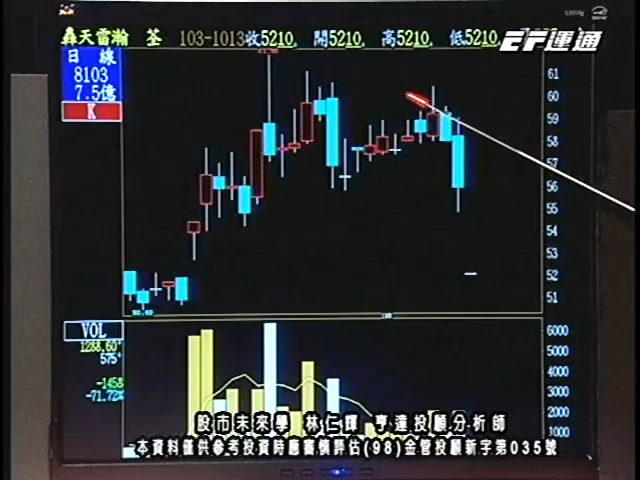 轟天雷瀚 荃 103-1013收5210 開5210 高5210 低5210
EF運通
日 線
8103
7.5億
K
61
60
59
58
57
56
55
54
53
52
51
VOL
1288.60
575
-1458
-71.72%
6000
5000
4000
3000
2000
1000
股市未來學 林仁輝 亨達投顧分析師
本資料僅供參考投資時應審慎評估(98)金管投顧新字第035號